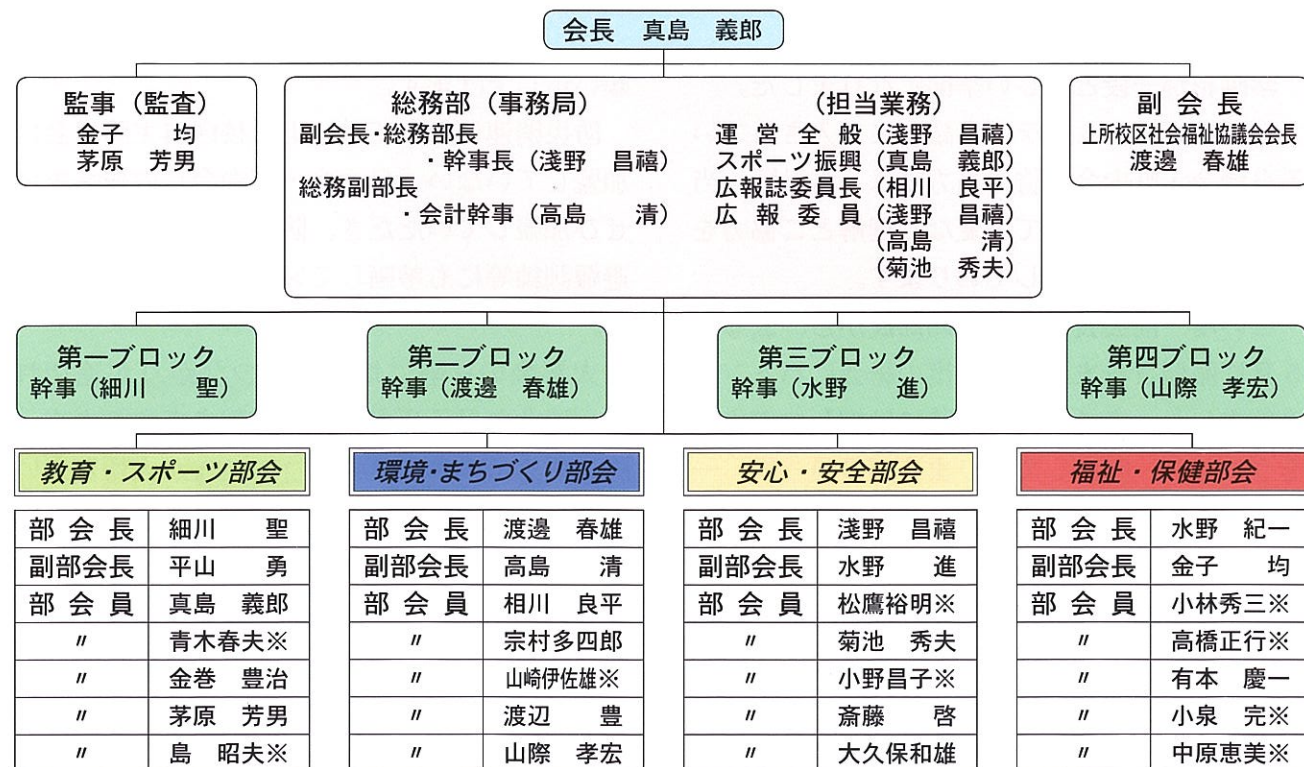 会長 真島 義郎
監事（監査）
金子 均
茅原 芳男
総務部（事務局）
副会長・総務部長
・幹事長（淺野 昌禧）
総務副部長
・会計幹事（高島 清）
（担当業務）
運営全般（淺野 昌禧）
スポーツ振興（真島 義郎）
広報誌委員長（相川 良平）
広報委員（淺野 昌禧）
（高島 清）
（菊池 秀夫）
副会長
上所校区社会福祉協議会会長
渡邊 春雄
第一ブロック
幹事（細川 聖）
第二ブロック
幹事（渡邊 春雄）
第三ブロック
幹事（水野 進）
第四ブロック
幹事（山際 孝宏）
教育・スポーツ部会
部会長 細川 聖
副部会長 平山 勇
部会員 真島 義郎
〃 青木春夫※
〃 金巻 豊治
〃 茅原 芳男
〃 島 昭夫※
環境・まちづくり部会
部会長 渡邊 春雄
副部会長 高島 清
部会員 相川 良平
〃 宗村多四郎
〃 山崎伊佐雄※
〃 渡辺 豊
〃 山際 孝宏
安心・安全部会
部会長 淺野 昌禧
副部会長 水野 進
部会員 松鷹裕明※
〃 菊池 秀夫
〃 小野昌子※
〃 斎藤 啓
〃 大久保和雄
福祉・保健部会
部会長 水野 紀一
副部会長 金子 均
部会員 小林秀三※
〃 高橋正行※
〃 有本 慶一
〃 小泉 完※
〃 中原恵美※